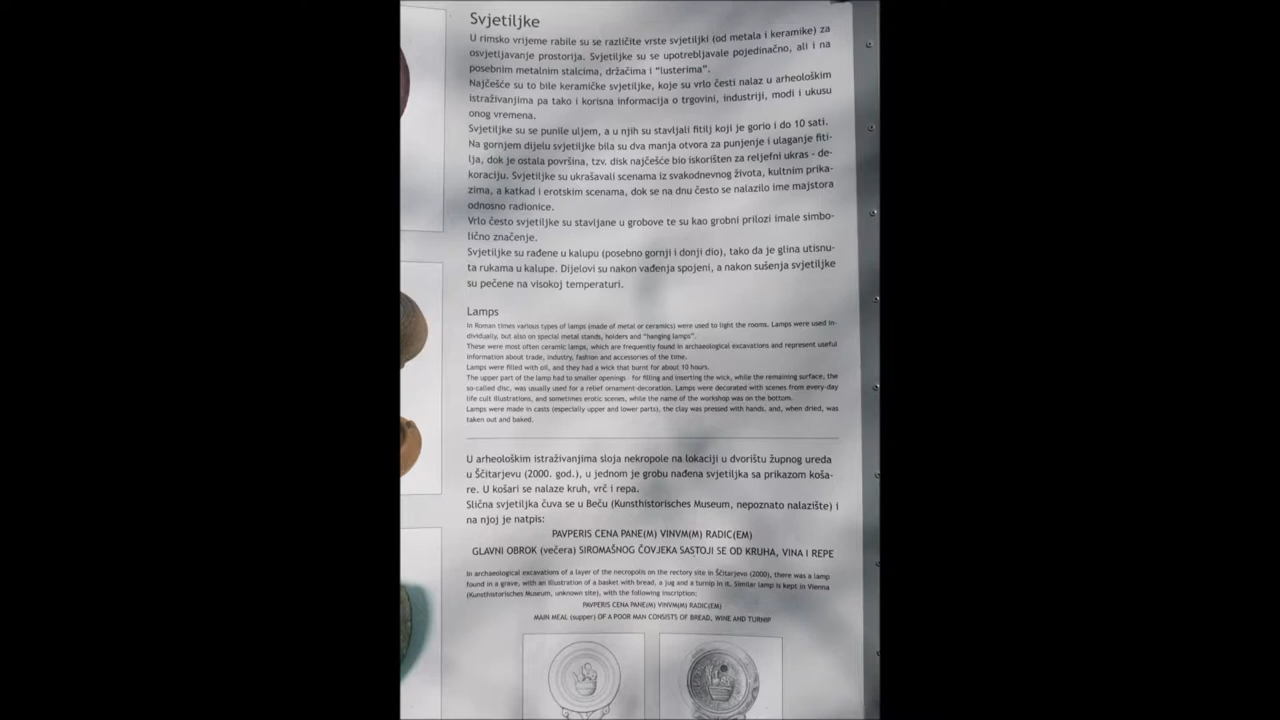 Svjetiljke
U rimsko vrijeme rabile su se različite vrste svjetiljki (od metala i keramike) za
osvjetljavanje prostorija. Svjetiljke su se upotrebljavale pojedinačno, ali i na
posebnim metalnim stalcima, držačima i "lusterima".
Najčešće su to bile keramičke svjetiljke, koje su vrlo česti nalaz u arheološkim
istraživanjima pa tako i korisna informacija o trgovini, industriji, modi i ukusu
onog vremena.
Svjetiljke su se punile uljem, a u njih su stavljali fitilj koji je gorio i do 10 sati.
Na gornjem dijelu svjetiljke bila su dva manja otvora za punjenje i ulaganje fiti-
lja, dok je ostala površina, tzv. disk najčešće bio iskorišten za reljefni ukras - de-
koraciju. Svjetiljke su ukrašavali scenama iz svakodnevnog života, kultnim prika-
zima, a katkad i erotskim scenama, dok se na dnu često se nalazilo ime majstora
odnosno radionice.
Vrlo često svjetiljke su stavljane u grobove te su kao grobni prilozi imale simbo-
lično značenje.
Svjetiljke su rađene u kalupu (posebno gornji i donji dio), tako da je glina utisnu-
ta rukama u kalupe. Dijelovi su nakon vađenja spojeni, a nakon sušenja svjetiljke
su pečene na visokoj temperaturi.
Lamps
In Roman times various types of lamps (made of metal or ceramics) were used to light the rooms. Lamps were used in-
dividually, but also on special metal stands, holders and "hanging lamps".
These were most often ceramic lamps, which are frequently found in archaeological excavations and represent useful
information about trade, industry, fashion and accessories of the time.
Lamps were filled with oil, and they had a wick that burnt for about 10 hours.
The upper part of the lamp had to smaller openings - for filling and inserting the wick, while the remaining surface, the
so-called disc, was usually used for a relief ornament-decoration. Lamps were decorated with scenes from every-day
life cult illustrations, and sometimes erotic scenes, while the name of the workshop was on the bottom.
Lamps were made in casts (especially upper and lower parts), the clay was pressed with hands, and, when dried, was
taken out and baked.
U arheološkim istraživanjima sloja nekropole na lokaciji u dvorištu župnog ureda
u Ščitarjevu (2000. god.), u jednom je grobu nađena svjetiljka sa prikazom koša-
re. U košari se nalaze kruh, vrč i repa.
Slična svjetiljka čuva se u Beču (Kunsthistorisches Museum, nepoznato nalazište) i
na njoj je natpis:
PAVPERIS CENA PANE(M) VINVM(M) RADIC(EM)
GLAVNI OBROK (večera) SIROMAŠNOG ČOVJEKA SASTOJI SE OD KRUHA, VINA I REPE
In archaeological excavations of a layer of the necropolis on the rectory site in Ščitarjevo (2000), there was a lamp
found in a grave, with an illustration of a basket with bread, a jug and a turnip in it. Similar lamp is kept in Vienna
(Kunsthistorisches Museum, unknown site), with the following inscription:
PAVPERIS CENA PANE(M) VINVM(M) RADIC(EM)
MAIN MEAL (supper) OF A POOR MAN CONSISTS OF BREAD, WINE AND TURNIP